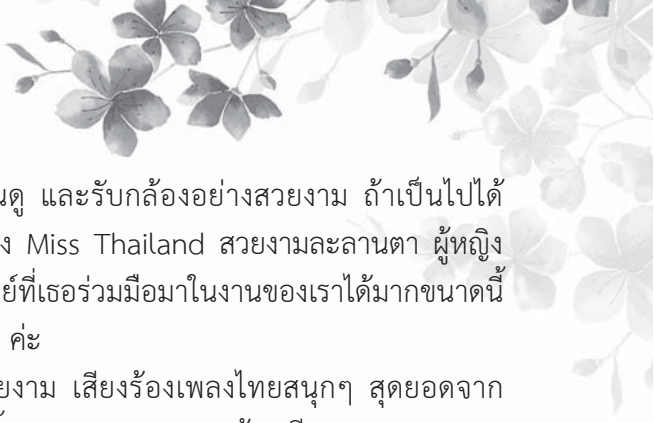 นดู และรับกล้องอย่างสวยงาม ถ้าเป็นไปได้
ง Miss Thailand สวยงามละลานตา ผู้หญิง
ย์ที่เธอร่วมมือมาในงานของเราได้มากขนาดนี้
ค่ะ
ยงาม เสียงร้องเพลงไทยสนุกๆ สุดยอดจาก